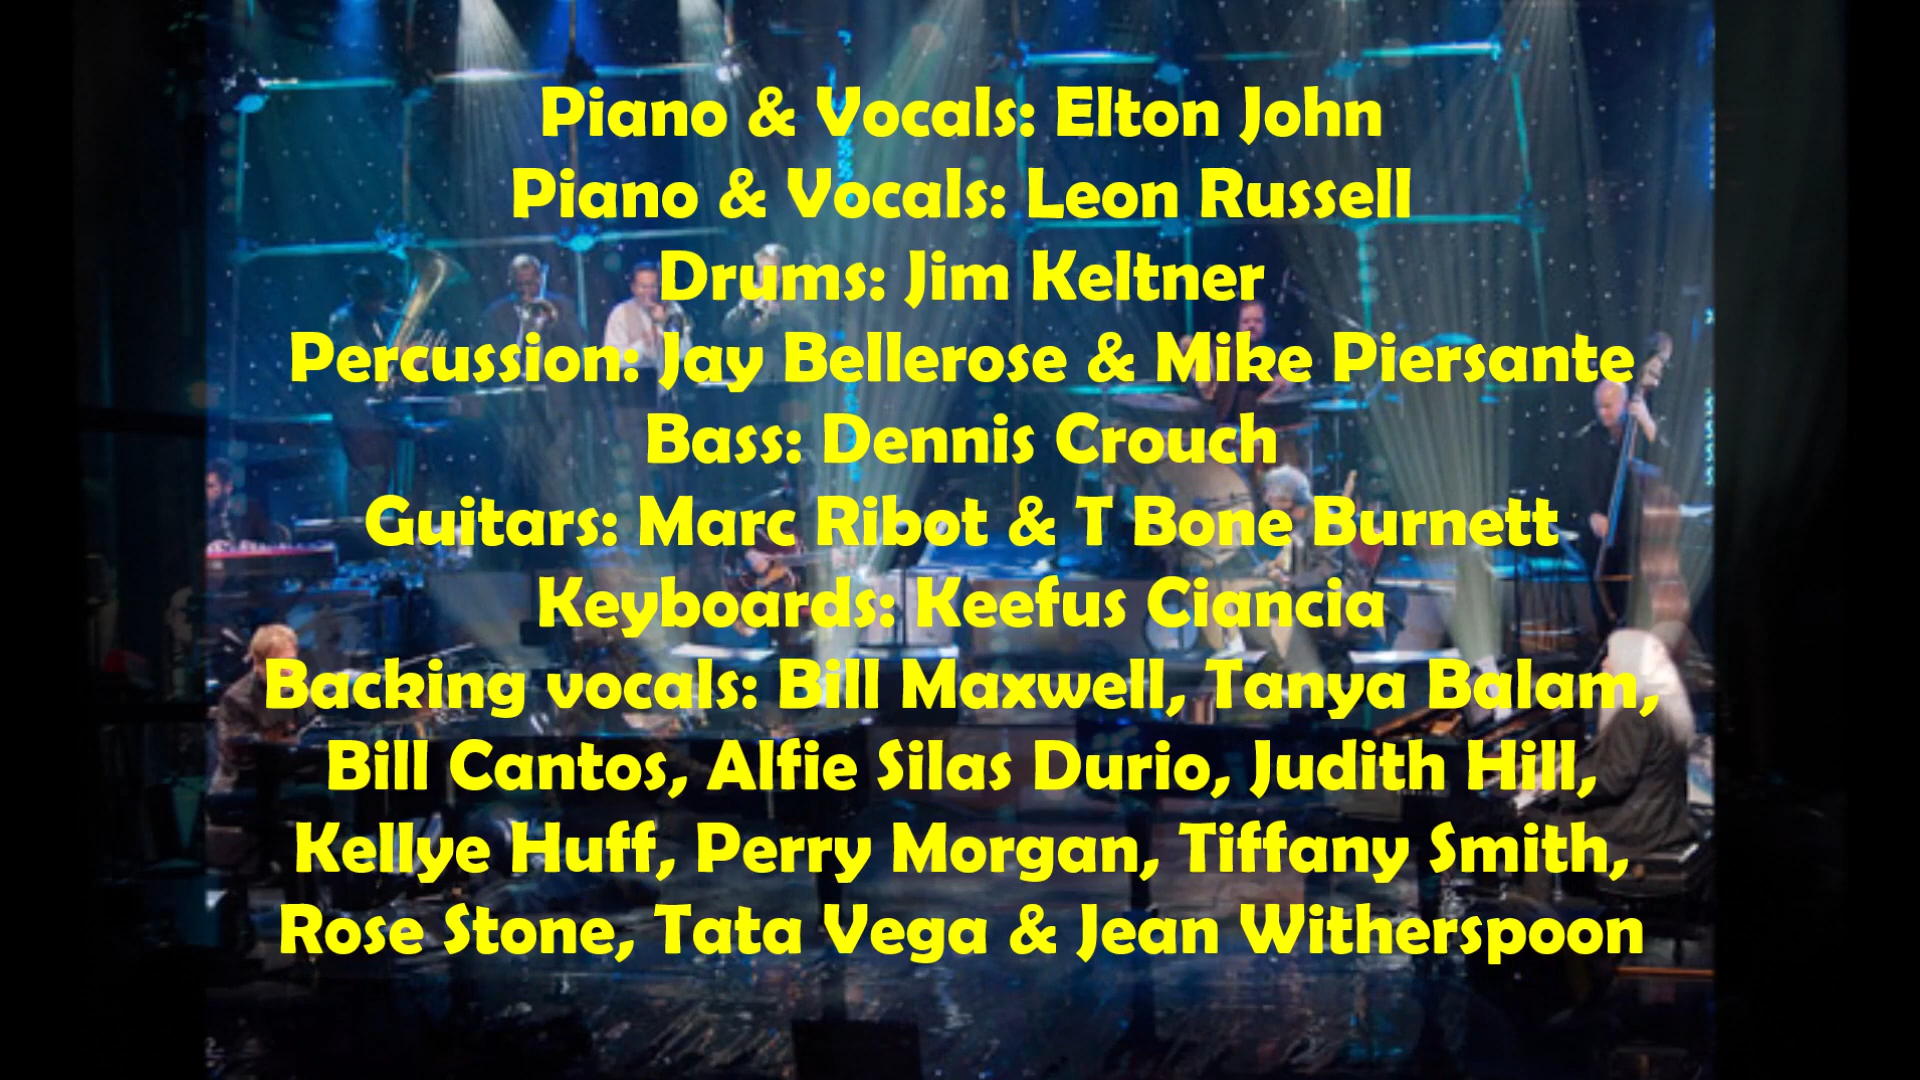 Piano & Vocals: Elton John
Piano & Vocals: Leon Russell
Drums: Jim Keltner
Percussion: Jay Bellerose & Mike Piersante
Bass: Dennis Crouch
Guitars: Marc Ribot & T Bone Burnett
Keyboards: Keefus Ciancia
Backing vocals: Bill Maxwell, Tanya Balam,
Bill Cantos, Alfie Silas Durio, Judith Hill,
Kellye Huff, Perry Morgan, Tiffany Smith,
Rose Stone, Tata Vega & Jean Witherspoon